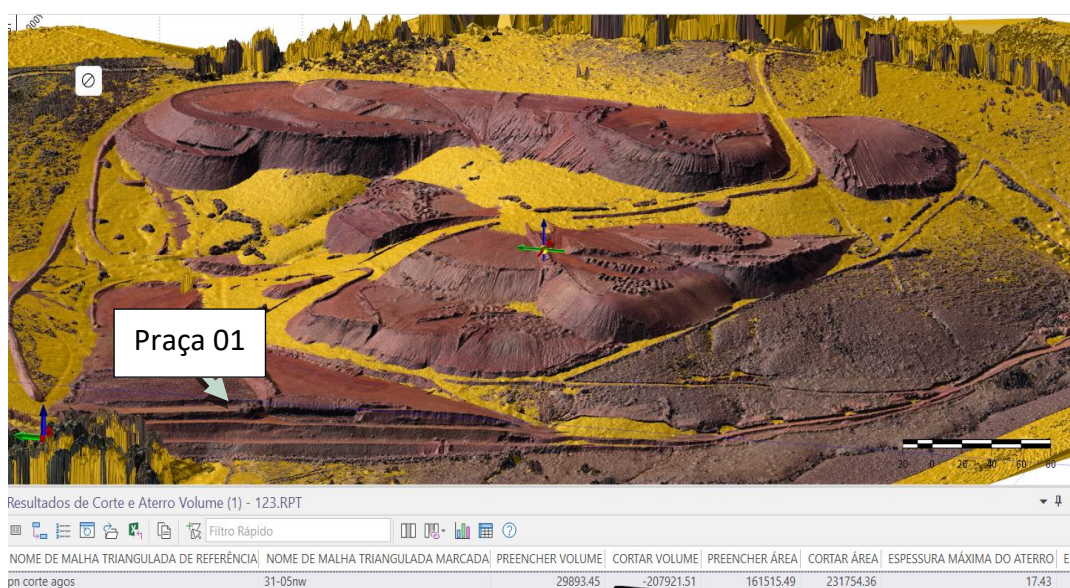 Praça 01
20 0 20 40 60 80
Resultados de Corte e Aterro Volume (1) - 123.RPT
Filtro Rápido
NOME DE MALHA TRIANGULADA DE REFERÊNCIA NOME DE MALHA TRIANGULADA MARCADA PREENCHER VOLUME CORTAR VOLUME PREENCHER ÁREA CORTAR ÁREA ESPESSURA MÁXIMA DO ATERRO E
pn corte agos 31-05nw 29893.45 -207921.51 161515.49 231754.36 17.43